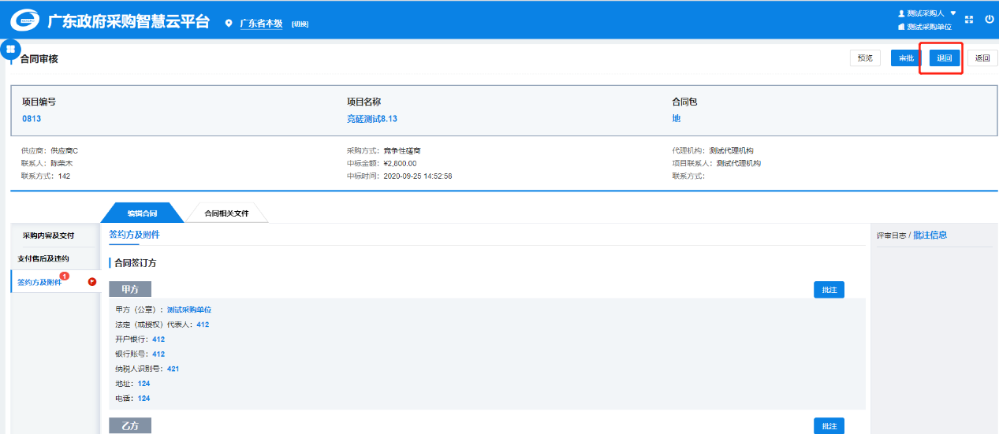 广东政府采购智慧云平台
广东省本级 [切换]
测试采购人
测试采购单位
合同审核
预览 审批 退回 返回
项目编号 项目名称 合同包
0813 竞磋测试8.13 地
供应商：供应商C 采购方式：竞争性磋商 代理机构：测试代理机构
联系人：陈荣木 中标金额：¥2,800.00 项目联系人：测试代理机构
联系方式：142 中标时间：2020-09-25 14:52:58 联系方式：
编辑合同 合同相关文件
采购内容及交付
支付售后及违约
签约方及附件 1
签约方及附件
评审日志 / 批注信息
合同签订方
甲方 批注
甲方（公章）：测试采购单位
法定（或授权）代表人：412
开户银行：412
银行账号：412
纳税人识别号：421
地址：124
电话：124
乙方 批注